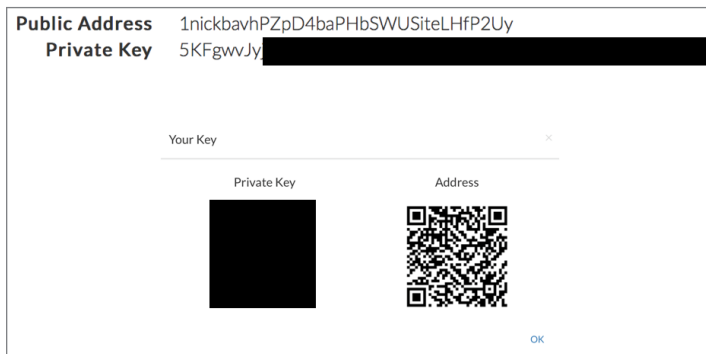 Public Address 1nickbavhPZpD4baPHbSWUSiteLHfP2Uy
Private Key 5KFgwvJy
Your Key ×
Private Key Address
OK